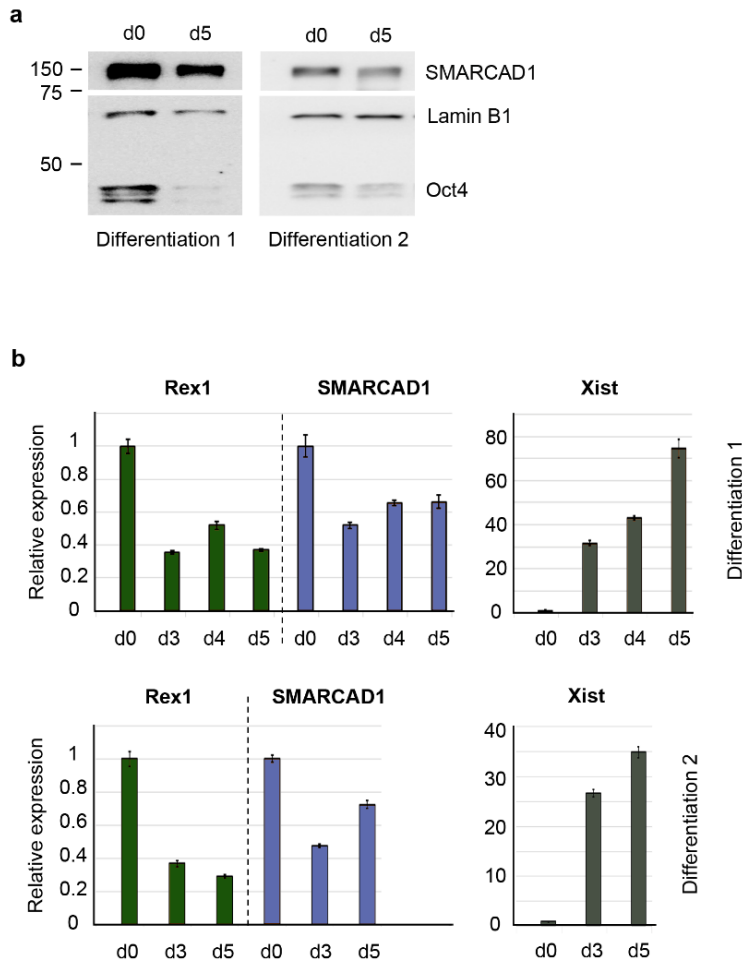 a
d0 d5 d0 d5
150 SMARCAD1
75
Lamin B1
50
Oct4
Differentiation 1 Differentiation 2
b
Rex1 SMARCAD1 Xist
Relative expression
1
0.8
0.6
0.4
0.2
0
d0 d3 d4 d5 d0 d3 d4 d5
80
60
40
20
0
d0 d3 d4 d5
Differentiation 1
Rex1 SMARCAD1 Xist
Relative expression
1
0.8
0.6
0.4
0.2
0
d0 d3 d5 d0 d3 d5
40
30
20
10
0
d0 d3 d5
Differentiation 2